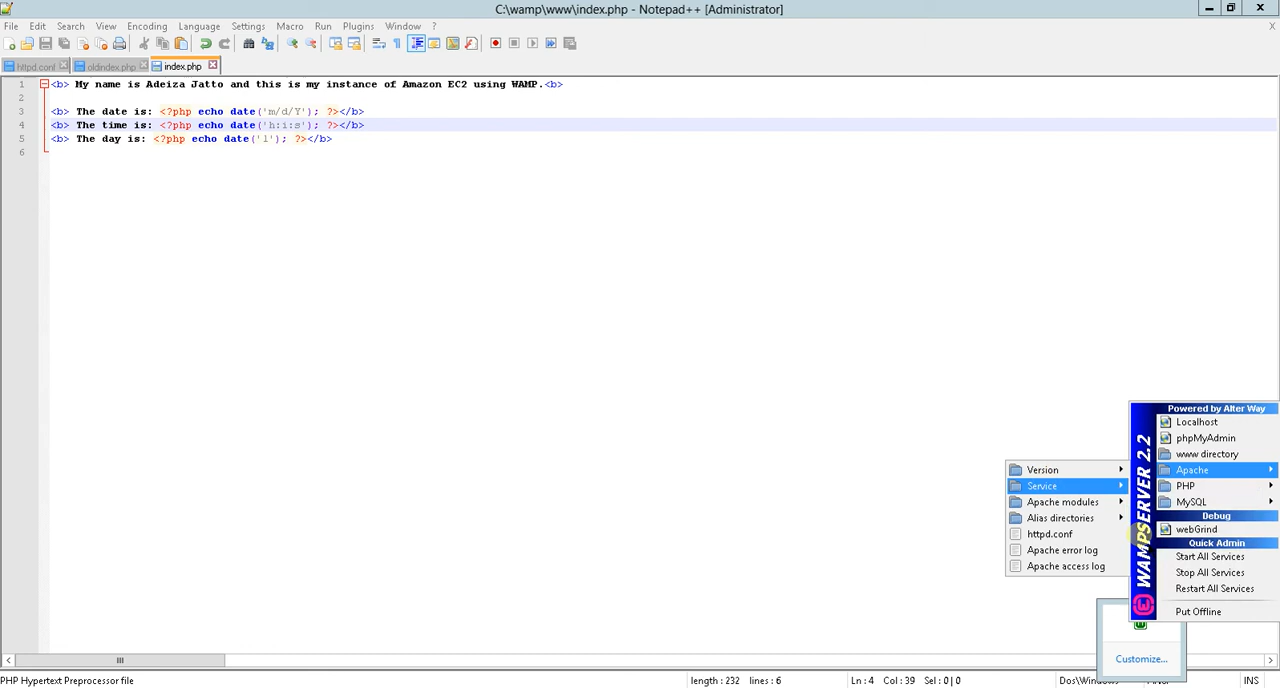 C:\wamp\www\index.php - Notepad++ [Administrator]
File Edit Search View Encoding Language Settings Macro Run Plugins Window ?
X
httpd.conf oldindex.php index.php
1 <b> My name is Adeiza Jatto and this is my instance of Amazon EC2 using WAMP.<b>
2
3 <b> The date is: <?php echo date('m/d/Y'); ?></b>
4 <b> The time is: <?php echo date('h:i:s'); ?></b>
5 <b> The day is: <?php echo date('l'); ?></b>
6
Powered by Alter Way
Localhost
phpMyAdmin
www directory
Apache
PHP
MySQL
Debug
webGrind
Quick Admin
Start All Services
Stop All Services
Restart All Services
Put Offline
WAMPSERVER 2.2
Version
Service
Apache modules
Alias directories
httpd.conf
Apache error log
Apache access log
Customize...
PHP Hypertext Preprocessor file length : 232 lines : 6 Ln : 4 Col : 39 Sel : 0 | 0 Dos\Windows INS